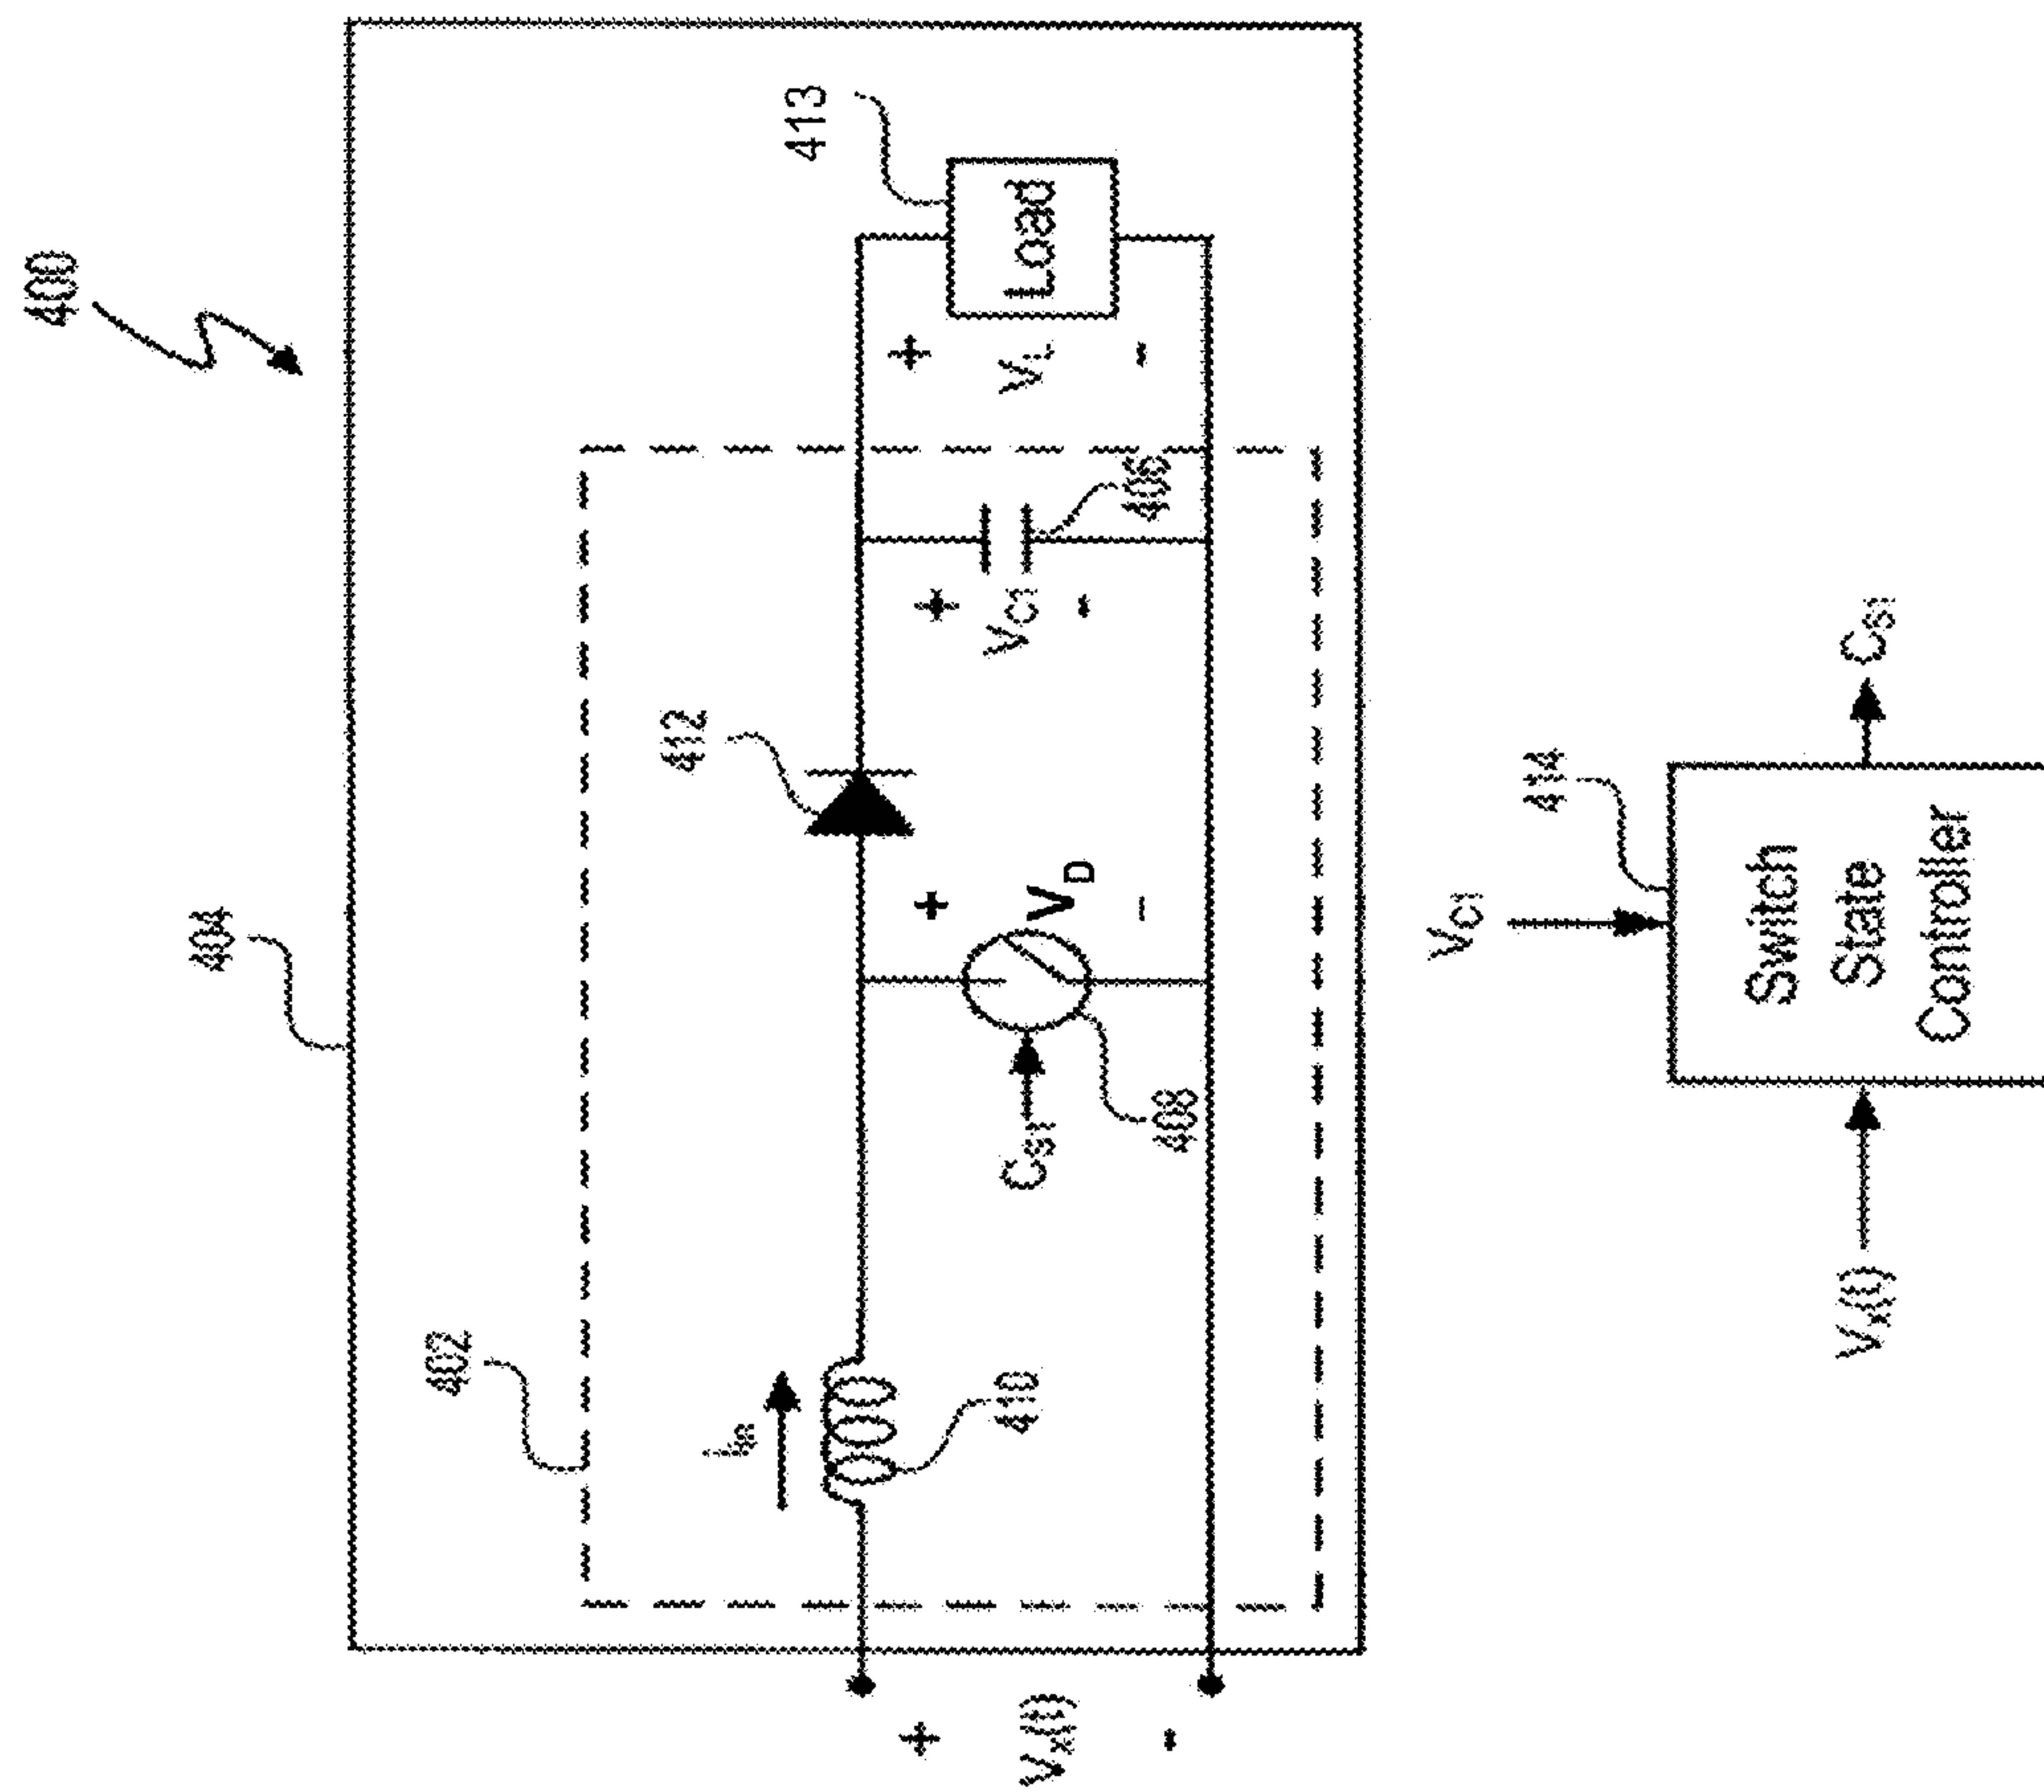 400
404
402
412
413
i_in
410
+
V_x(t)
-
C_S1
408
+
V_D
-
+
V_C1
-
406
+
V_L
-
Load
V_C1
414
V_x(t)
Switch
State
Controller
C_S1